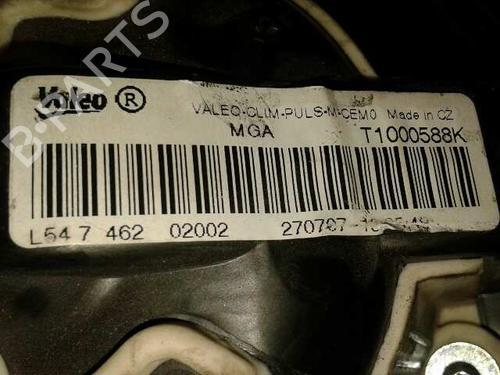 B-PARTS
Valeo ® VALEO-CLIM-PULS-M-CEM0 Made in CZ
MGA T1000588K
L54 7 462 02002